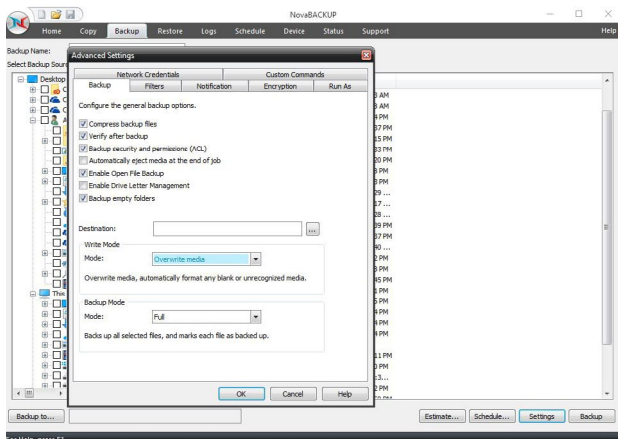 NovaBACKUP
Home Copy Backup Restore Logs Schedule Device Status Support Help
Backup Name:
Select Backup Sour
Advanced Settings
Network Credentials Custom Commands
Backup Filters Notification Encryption Run As
Desktop
Configure the general backup options.
Compress backup files
Verify after backup
Backup security and permissions (ACL)
Automatically eject media at the end of job
Enable Open File Backup
Enable Drive Letter Management
Backup empty folders
Destination: ...
Write Mode
Mode: Overwrite media
Overwrite media, automatically format any blank or unrecognized media.
This
Backup Mode
Mode: Full
Backs up all selected files, and marks each file as backed up.
OK Cancel Help
Backup to... Estimate... Schedule... Settings Backup